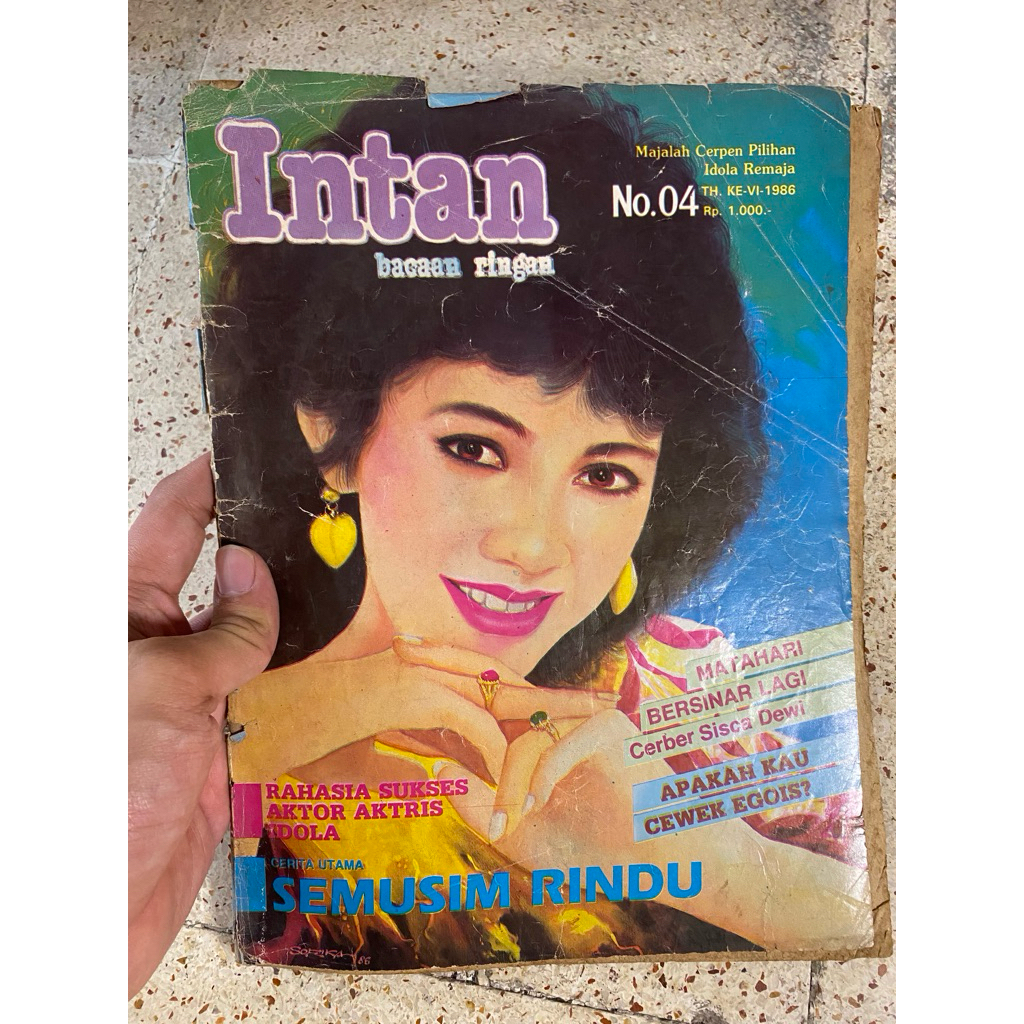 Intan
bacaan ringan
Majalah Cerpen Pilihan
Idola Remaja
No.04 TH. KE-VI-1986
Rp. 1.000.-
MATAHARI
BERSINAR LAGI
Cerber Sisca Dewi
APAKAH KAU
CEWEK EGOIS?
RAHASIA SUKSES
AKTOR AKTRIS
IDOLA
CERITA UTAMA
SEMUSIM RINDU